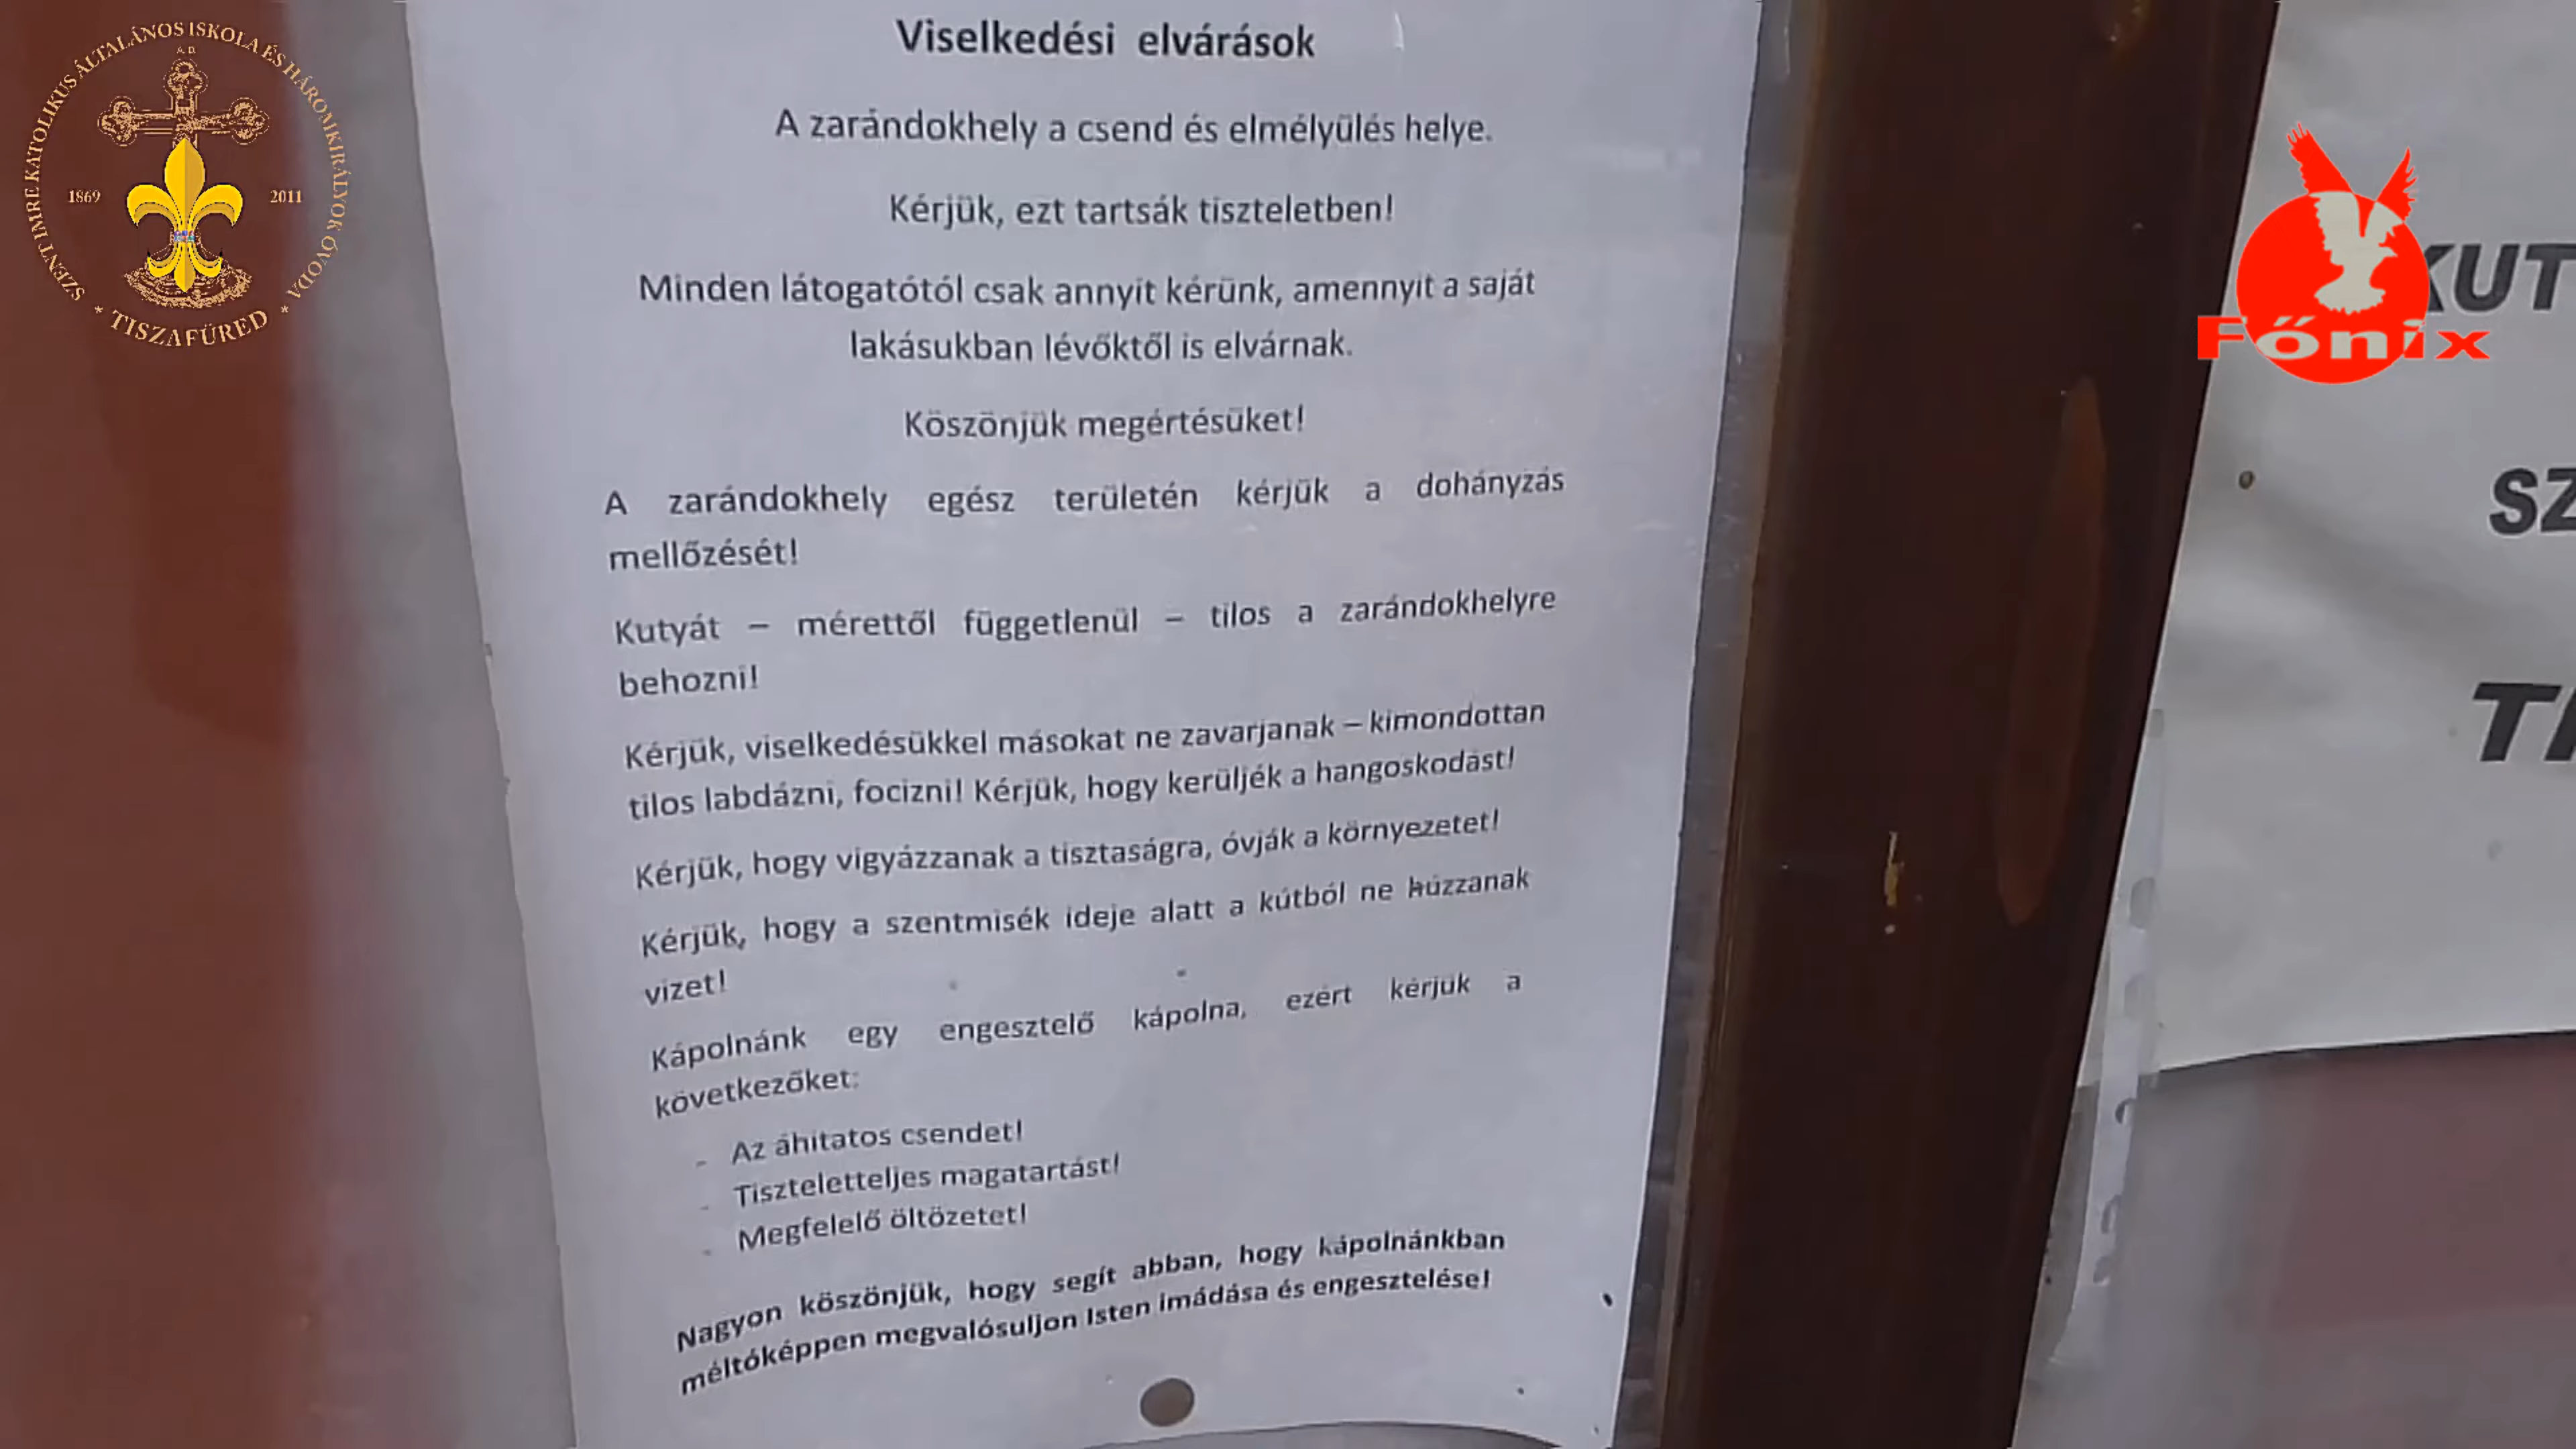 SZENT IMRE KATOLIKUS ÁLTALÁNOS ISKOLA ÉS HÁROMKIRÁLYOK ÓVODA
A. D.
1869 2011
* TISZAFÜRED *
Viselkedési elvárások
A zarándokhely a csend és elmélyülés helye.
Kérjük, ezt tartsák tiszteletben!
Minden látogatótól csak annyit kérünk, amennyit a saját
lakásukban lévőktől is elvárnak.
Köszönjük megértésüket!
A zarándokhely egész területén kérjük a dohányzás
mellőzését!
Kutyát – mérettől függetlenül – tilos a zarándokhelyre
behozni!
Kérjük, viselkedésükkel másokat ne zavarjanak – kimondottan
tilos labdázni, focizni! Kérjük, hogy kerüljék a hangoskodást!
Kérjük, hogy vigyázzanak a tisztaságra, óvják a környezetet!
Kérjük, hogy a szentmisék ideje alatt a kútból ne húzzanak
vizet!
Kápolnánk egy engesztelő kápolna, ezért kérjük a
következőket:
- Az áhitatos csendet!
- Tiszteletteljes magatartást!
- Megfelelő öltözetet!
Nagyon köszönjük, hogy segít abban, hogy kápolnánkban
méltóképpen megvalósuljon Isten imádása és engesztelése!
Főnix
KUT
SZ